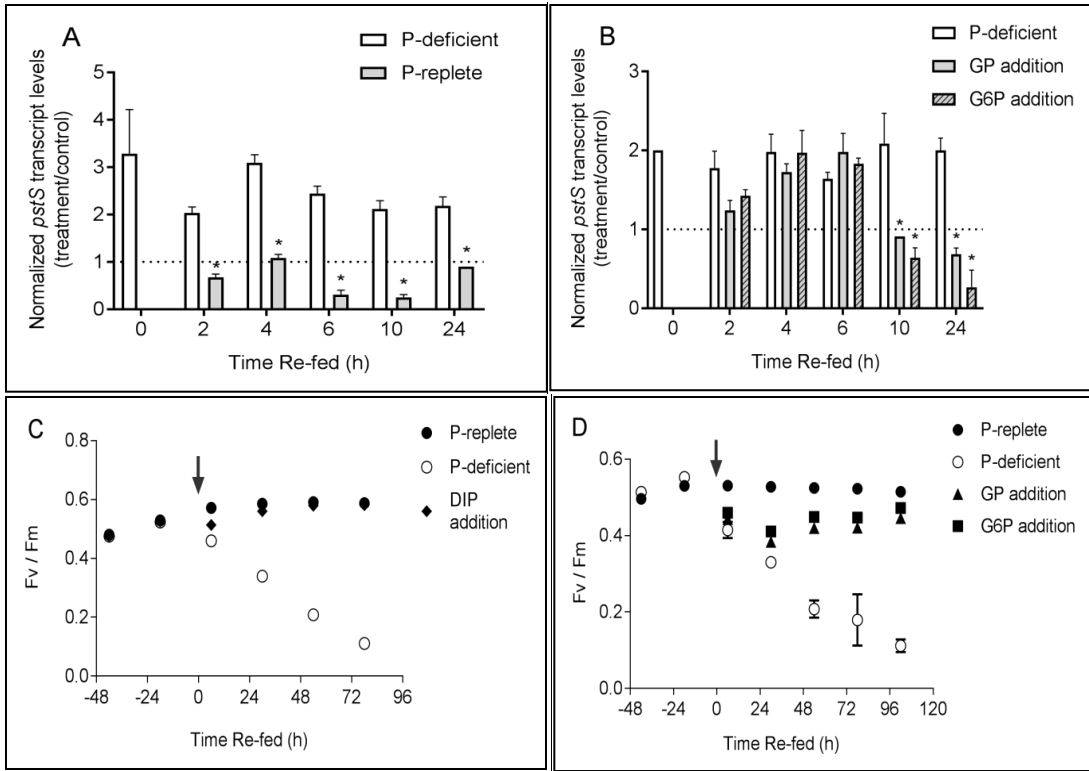 A
P-deficient
P-replete
Normalized pstS transcript levels
(treatment/control)
5
4
3
2
1
0
*
*
*
*
*
0 2 4 6 10 24
Time Re-fed (h)
B
P-deficient
GP addition
G6P addition
Normalized pstS transcript levels
(treatment/control)
3
2
1
0
*
*
*
*
0 2 4 6 10 24
Time Re-fed (h)
C
P-replete
P-deficient
DIP
addition
Fv / Fm
0.8
0.6
0.4
0.2
0.0
-48 -24 0 24 48 72 96
Time Re-fed (h)
D
P-replete
P-deficient
GP addition
G6P addition
Fv / Fm
0.6
0.4
0.2
0.0
-48 -24 0 24 48 72 96 120
Time Re-fed (h)